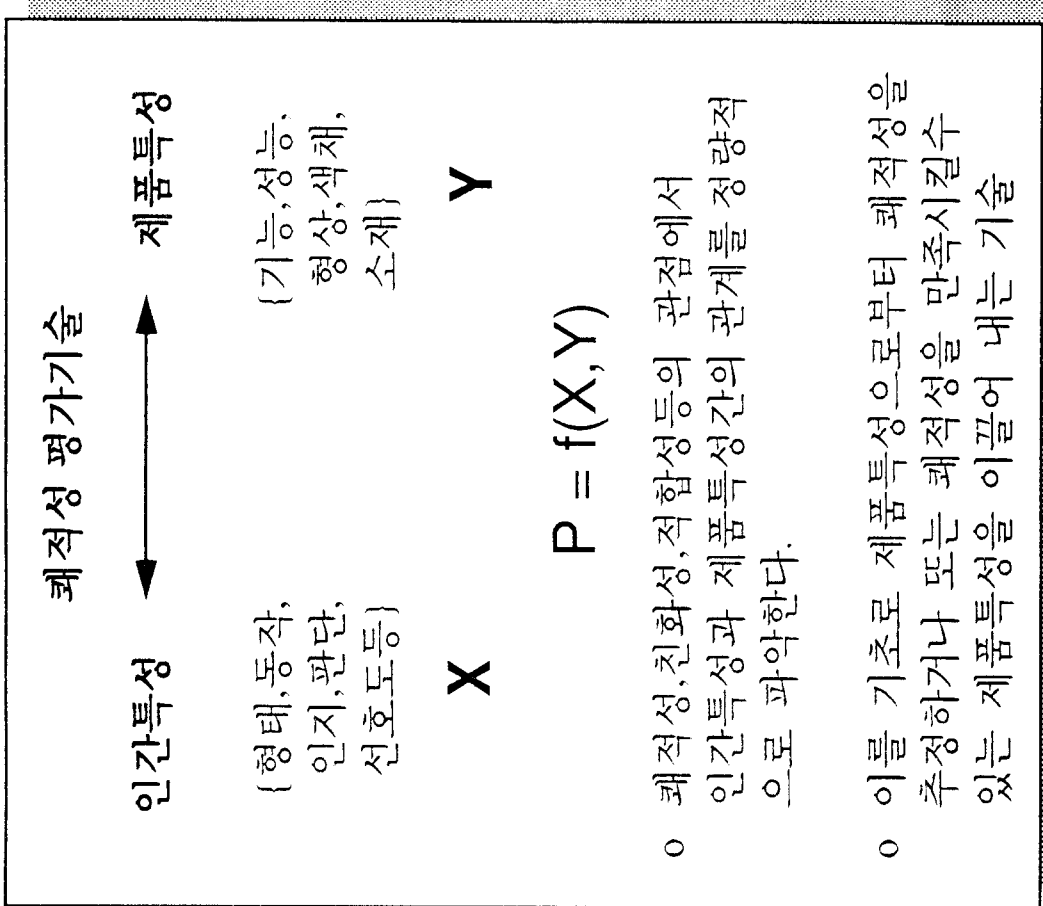 쾌적성 평가기술
인간특성 제품특성
{형태,동작, {기능,성능,
인지,판단, 형상,색채,
선호도등} 소재}
X Y
P = f(X,Y)
o 쾌적성,친화성,적합성등의 관점에서
인간특성과 제품특성간의 관계를 정량적
으로 파악한다.
o 이를 기초로 제품특성으로부터 쾌적성을
추정하거나 또는 쾌적성을 만족시킬수
있는 제품특성을 이끌어 내는 기술